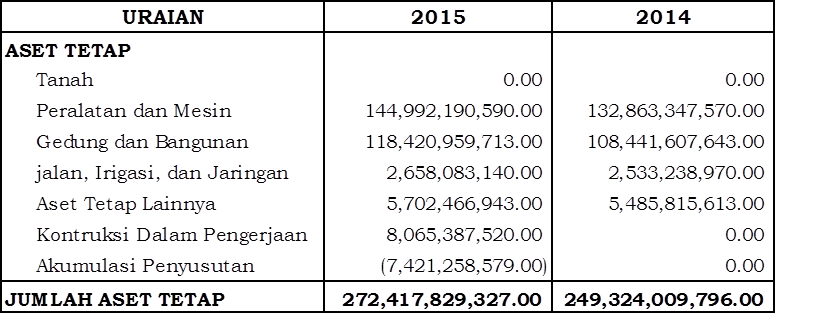 URAIAN 2015 2014
ASET TETAP
Tanah 0.00 0.00
Peralatan dan Mesin 144,992,190,590.00 132,863,347,570.00
Gedung dan Bangunan 118,420,959,713.00 108,441,607,643.00
jalan, Irigasi, dan Jaringan 2,658,083,140.00 2,533,238,970.00
Aset Tetap Lainnya 5,702,466,943.00 5,485,815,613.00
Kontruksi Dalam Pengerjaan 8,065,387,520.00 0.00
Akumulasi Penyusutan (7,421,258,579.00) 0.00
JUMLAH ASET TETAP 272,417,829,327.00 249,324,009,796.00